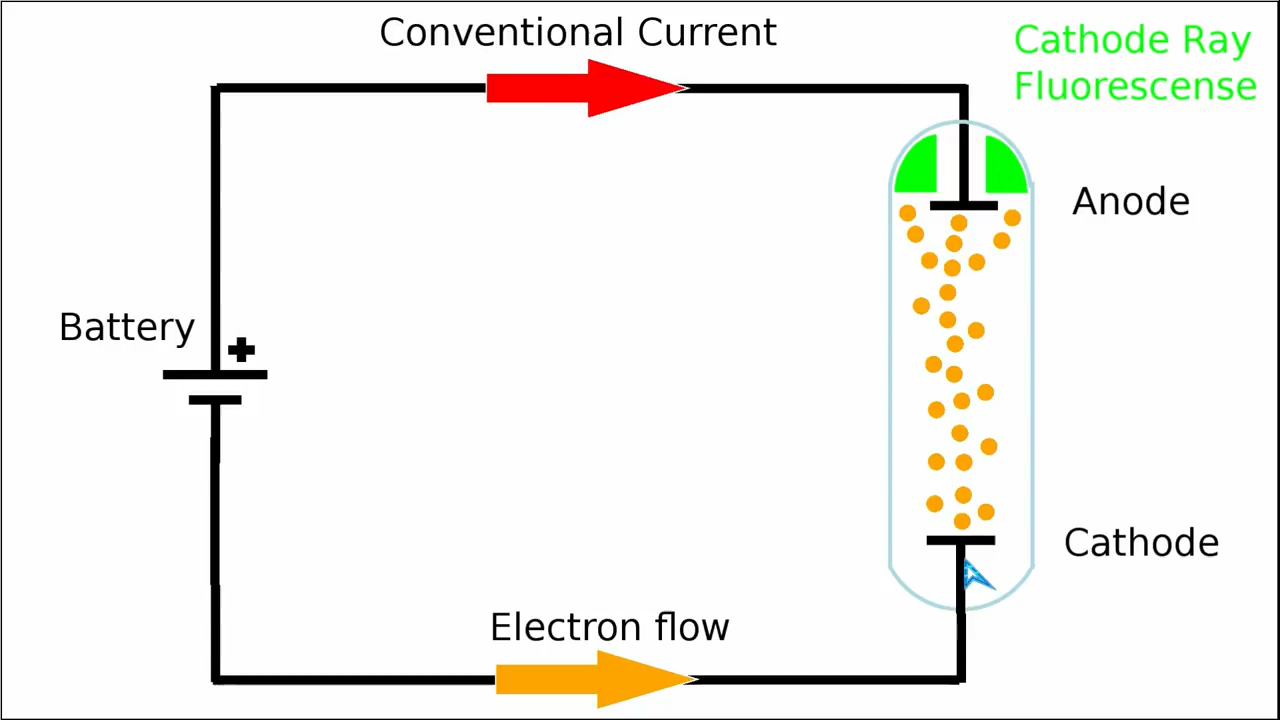 Conventional Current
Cathode Ray
Fluorescense
Anode
Battery
+
Cathode
Electron flow